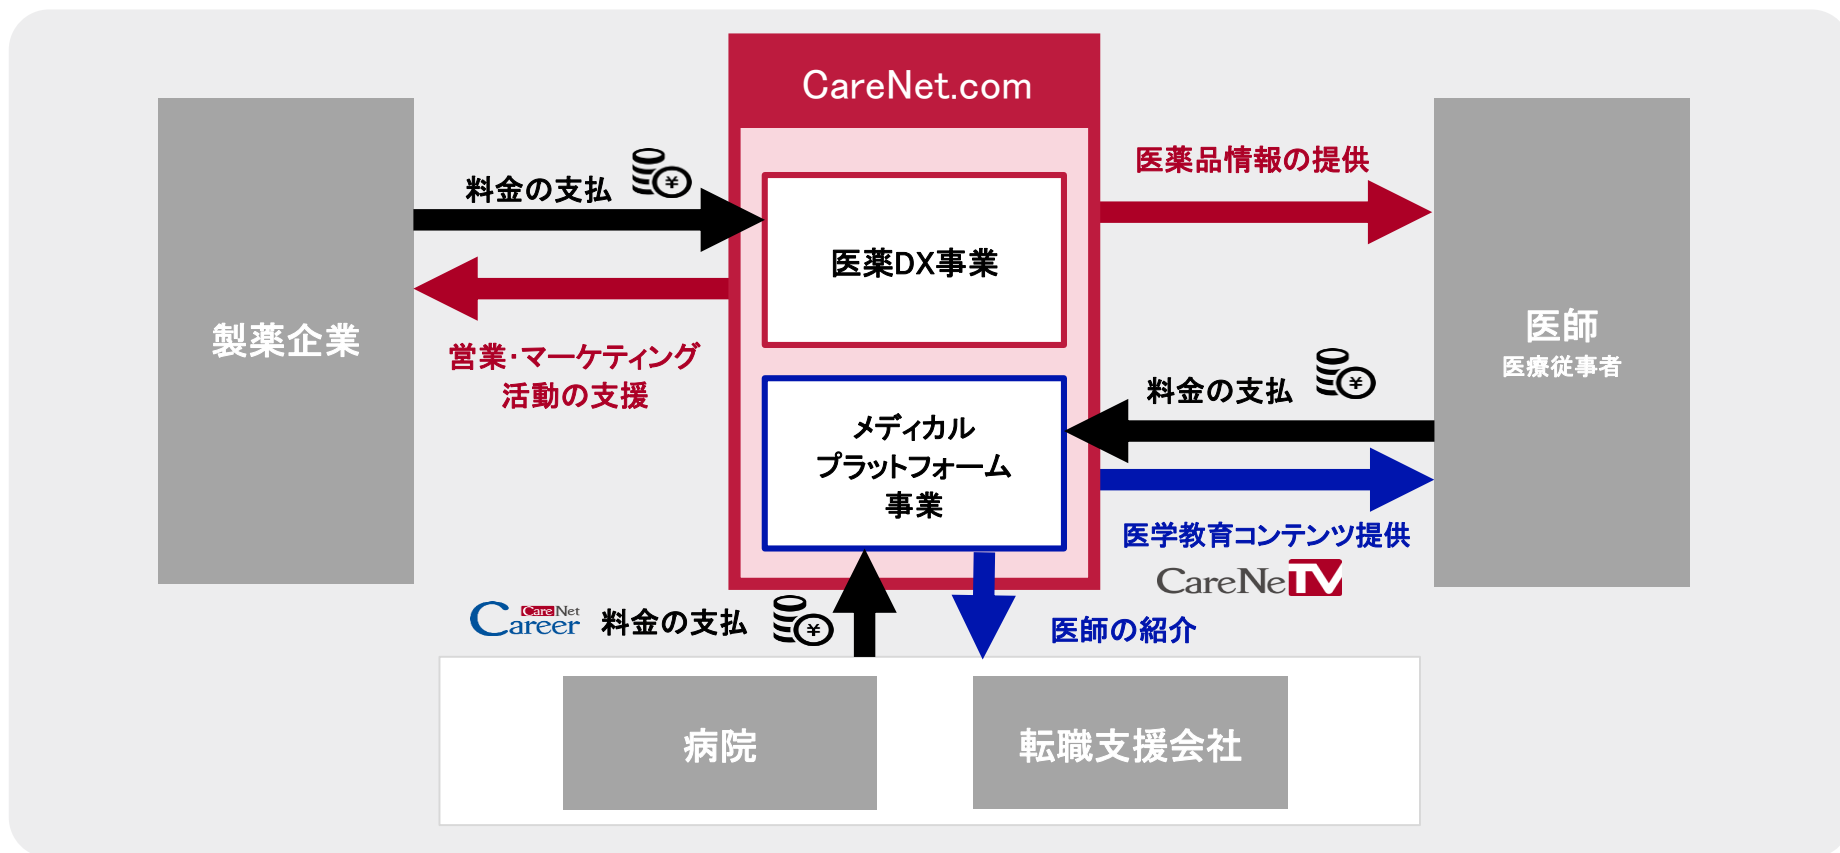 CareNet.com
製薬企業
料金の支払
¥
営業・マーケティング
活動の支援
医薬DX事業
メディカル
プラットフォーム
事業
医薬品情報の提供
医師
医療従事者
料金の支払
¥
医学教育コンテンツ提供
CareNeTV
CareNet
Career
料金の支払
¥
医師の紹介
病院
転職支援会社